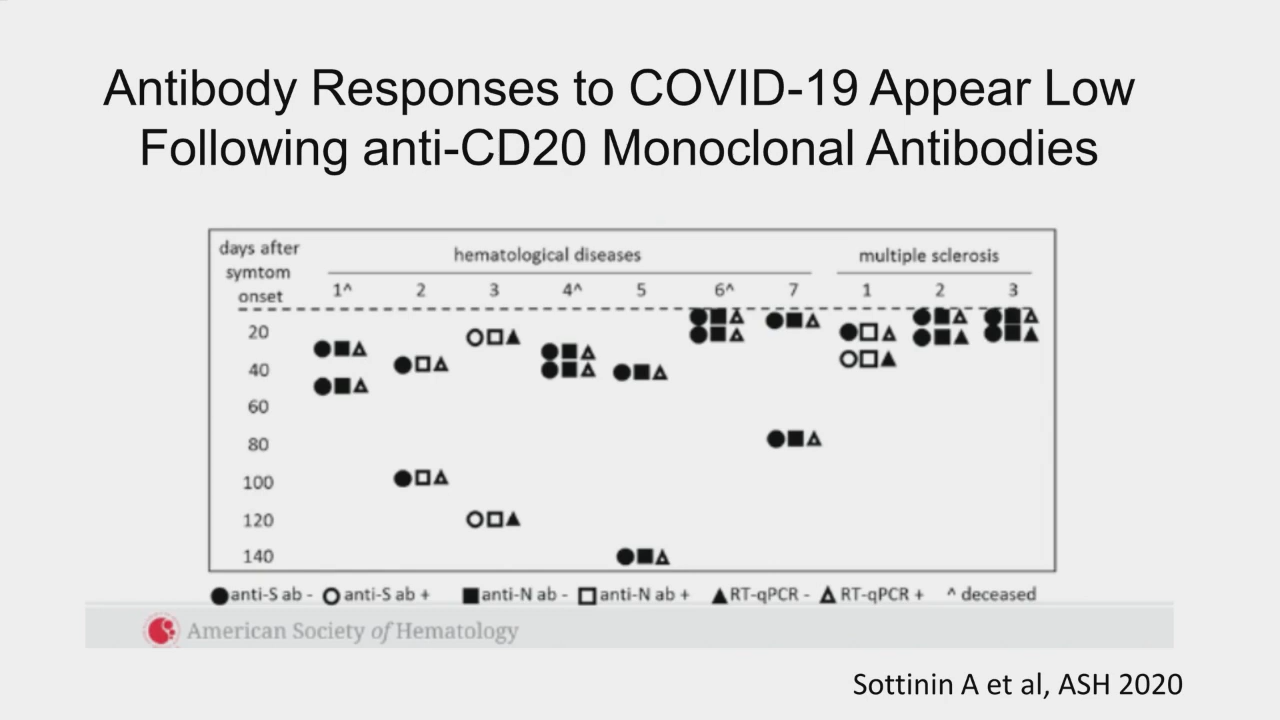 Antibody Responses to COVID-19 Appear Low
Following anti-CD20 Monoclonal Antibodies
days after
symtom
onset
hematological diseases
multiple sclerosis
1^ 2 3 4^ 5 6^ 7 1 2 3
20
40
60
80
100
120
140
anti-S ab - anti-S ab + anti-N ab - anti-N ab + RT-qPCR - RT-qPCR + ^ deceased
American Society of Hematology
Sottinin A et al, ASH 2020